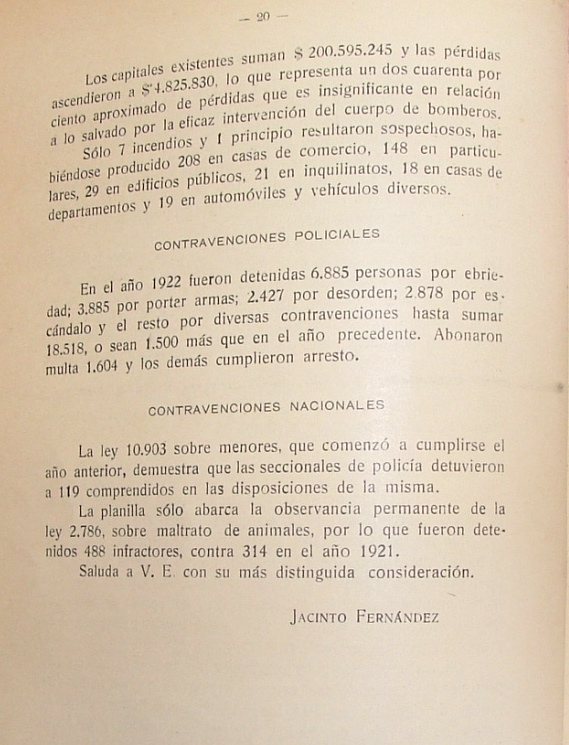 — 20 —
Los capitales existentes suman $ 200.595.245 y las pérdidas
ascendieron a $ 4.825.830, lo que representa un dos cuarenta por
ciento aproximado de pérdidas que es insignificante en relación
a lo salvado por la eficaz intervención del cuerpo de bomberos.
Sólo 7 incendios y 1 principio resultaron sospechosos, ha-
biéndose producido 208 en casas de comercio, 148 en particu-
lares, 29 en edificios públicos, 21 en inquilinatos, 18 en casas de
departamentos y 19 en automóviles y vehículos diversos.
CONTRAVENCIONES POLICIALES
En el año 1922 fueron detenidas 6.885 personas por ebrie-
dad; 3.885 por portar armas; 2.427 por desorden; 2.878 por es-
cándalo y el resto por diversas contravenciones hasta sumar
18.518, o sean 1.500 más que en el año precedente. Abonaron
multa 1.604 y los demás cumplieron arresto.
CONTRAVENCIONES NACIONALES
La ley 10.903 sobre menores, que comenzó a cumplirse el
año anterior, demuestra que las seccionales de policía detuvieron
a 119 comprendidos en las disposiciones de la misma.
La planilla sólo abarca la observancia permanente de la
ley 2.786, sobre maltrato de animales, por lo que fueron dete-
nidos 488 infractores, contra 314 en el año 1921.
Saluda a V. E. con su más distinguida consideración.
JACINTO FERNÁNDEZ